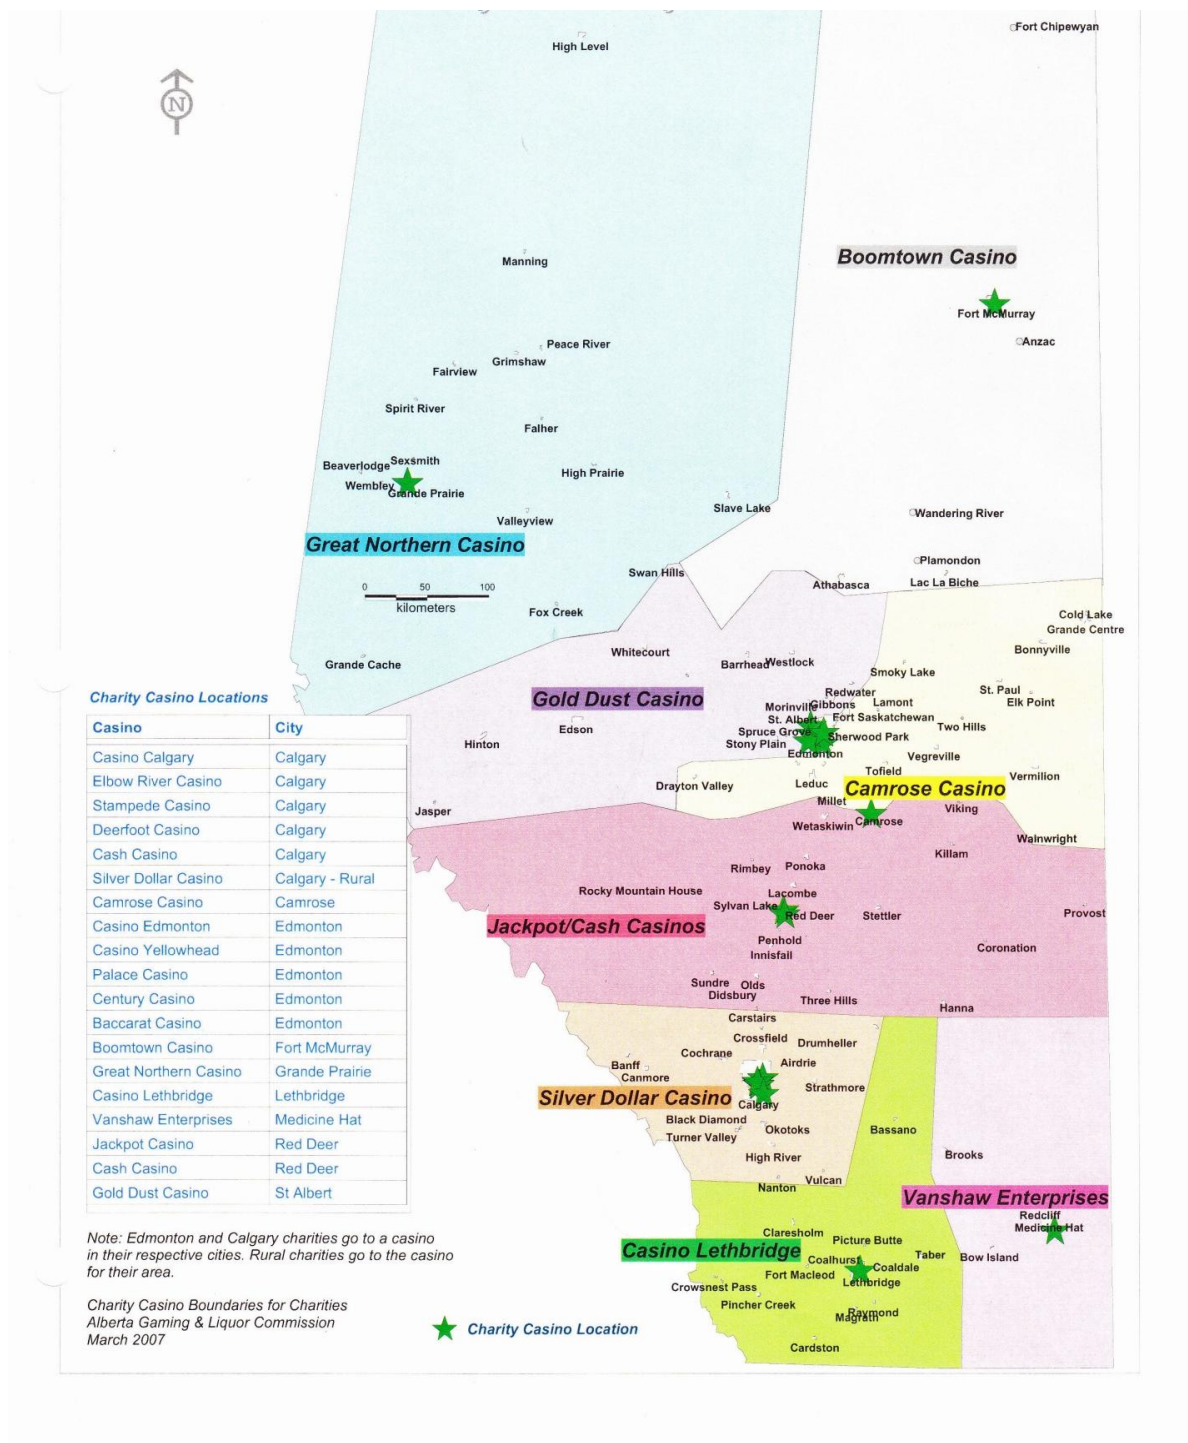 Fort Chipewyan
High Level
N
Manning
Boomtown Casino
Fort McMurray
Anzac
Peace River
Grimshaw
Fairview
Spirit River
Falher
Sexsmith
Beaverlodge
High Prairie
Wembley
Grande Prairie
Slave Lake
Wandering River
Valleyview
Great Northern Casino
Plamondon
Swan Hills
Lac La Biche
Athabasca
0 50 100
kilometers
Fox Creek
Cold Lake
Grande Centre
Bonnyville
Whitecourt
Barrhead Westlock
Grande Cache
Smoky Lake
St. Paul
Elk Point
Redwater
Gold Dust Casino
Lamont
Gibbons
Morinville
Fort Saskatchewan
St. Albert
Two Hills
Edson
Spruce Grove
Sherwood Park
Hinton
Stony Plain
Edmonton
Vegreville
Tofield
Vermilion
Drayton Valley
Leduc
Camrose Casino
Millet
Viking
Jasper
Wetaskiwin
Camrose
Wainwright
Killam
Rimbey
Ponoka
Rocky Mountain House
Lacombe
Sylvan Lake
Red Deer
Stettler
Provost
Jackpot/Cash Casinos
Penhold
Innisfail
Coronation
Sundre
Olds
Didsbury
Three Hills
Hanna
Carstairs
Crossfield
Drumheller
Cochrane
Airdrie
Banff
Canmore
Strathmore
Silver Dollar Casino
Calgary
Black Diamond
Okotoks
Bassano
Turner Valley
High River
Brooks
Vulcan
Nanton
Vanshaw Enterprises
Redcliff
Medicine Hat
Claresholm
Picture Butte
Casino Lethbridge
Taber
Bow Island
Coalhurst
Coaldale
Fort Macleod
Lethbridge
Crowsnest Pass
Pincher Creek
Raymond
Magrath
Cardston
Charity Casino Locations
Casino City
Casino Calgary Calgary
Elbow River Casino Calgary
Stampede Casino Calgary
Deerfoot Casino Calgary
Cash Casino Calgary
Silver Dollar Casino Calgary - Rural
Camrose Casino Camrose
Casino Edmonton Edmonton
Casino Yellowhead Edmonton
Palace Casino Edmonton
Century Casino Edmonton
Baccarat Casino Edmonton
Boomtown Casino Fort McMurray
Great Northern Casino Grande Prairie
Casino Lethbridge Lethbridge
Vanshaw Enterprises Medicine Hat
Jackpot Casino Red Deer
Cash Casino Red Deer
Gold Dust Casino St Albert
Note: Edmonton and Calgary charities go to a casino
in their respective cities. Rural charities go to the casino
for their area.
Charity Casino Boundaries for Charities
Alberta Gaming & Liquor Commission
March 2007
Charity Casino Location